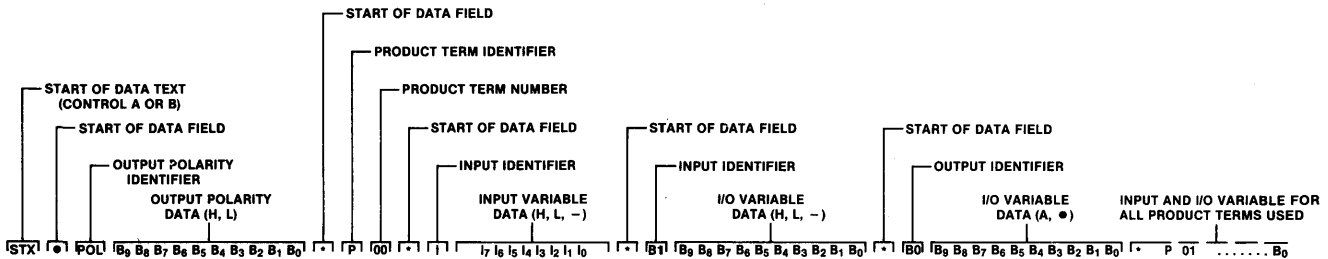 START OF DATA FIELD
PRODUCT TERM IDENTIFIER
START OF DATA TEXT
(CONTROL A OR B)
PRODUCT TERM NUMBER
START OF DATA FIELD
START OF DATA FIELD
START OF DATA FIELD
START OF DATA FIELD
OUTPUT POLARITY
IDENTIFIER
INPUT IDENTIFIER
INPUT IDENTIFIER
OUTPUT IDENTIFIER
OUTPUT POLARITY
DATA (H, L)
INPUT VARIABLE
DATA (H, L, −)
I/O VARIABLE
DATA (H, L, −)
I/O VARIABLE
DATA (A, ●)
INPUT AND I/O VARIABLE FOR
ALL PRODUCT TERMS USED
STX ● POL B9 B8 B7 B6 B5 B4 B3 B2 B1 B0 * P 00 * I I7 I6 I5 I4 I3 I2 I1 I0 * B1 B9 B8 B7 B6 B5 B4 B3 B2 B1 B0 * B0 B9 B8 B7 B6 B5 B4 B3 B2 B1 B0 * P 01 ....... B0